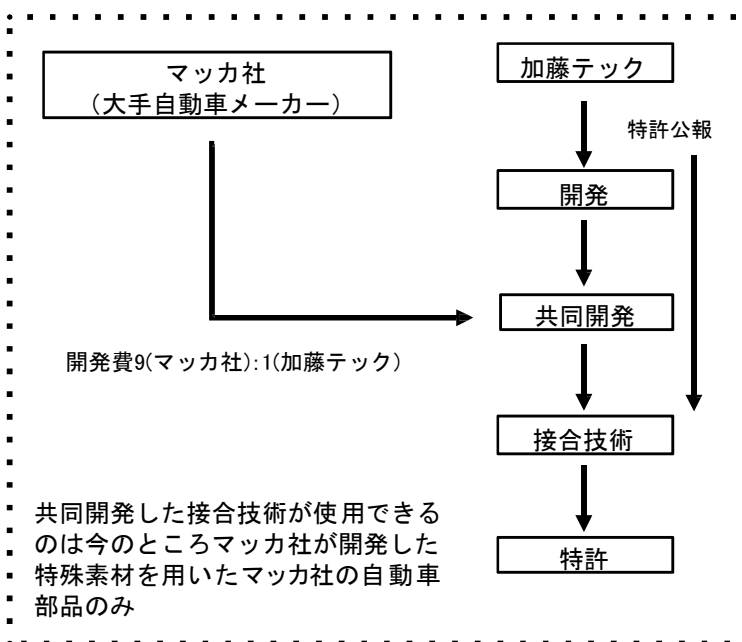 マッカ社
（大手自動車メーカー）
加藤テック
特許公報
開発
共同開発
開発費9(マッカ社):1(加藤テック）
接合技術
共同開発した接合技術が使用できる
のは今のところマッカ社が開発した
特殊素材を用いたマッカ社の自動車
部品のみ
特許